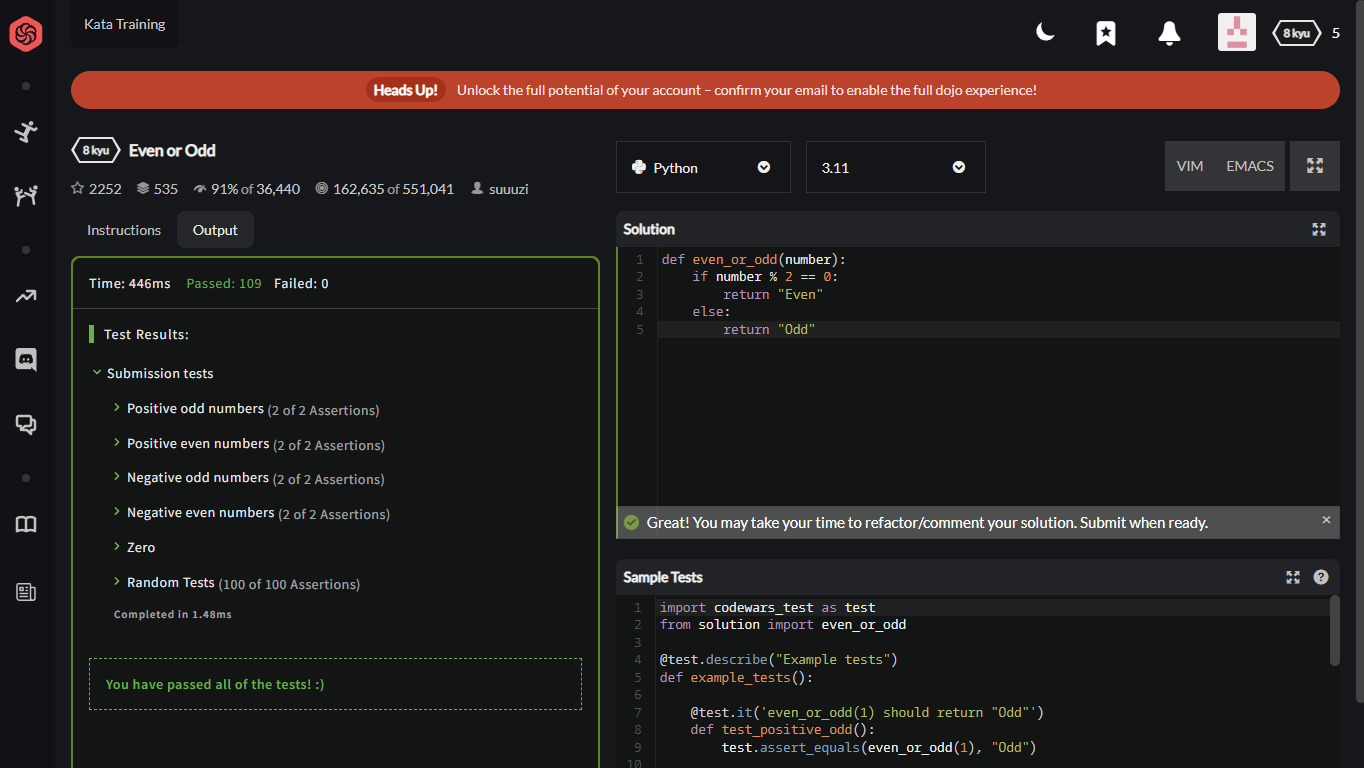 Kata Training
8 kyu 5
Heads Up! Unlock the full potential of your account – confirm your email to enable the full dojo experience!
8 kyu Even or Odd
2252 535 91% of 36,440 162,635 of 551,041 suuuzi
Instructions Output
Time: 446ms Passed: 109 Failed: 0
Test Results:
Submission tests
Positive odd numbers (2 of 2 Assertions)
Positive even numbers (2 of 2 Assertions)
Negative odd numbers (2 of 2 Assertions)
Negative even numbers (2 of 2 Assertions)
Zero
Random Tests (100 of 100 Assertions)
Completed in 1.48ms
You have passed all of the tests! :)
Python 3.11 VIM EMACS
Solution
1 def even_or_odd(number):
2     if number % 2 == 0:
3         return "Even"
4     else:
5         return "Odd"
Great! You may take your time to refactor/comment your solution. Submit when ready. ×
Sample Tests ?
1 import codewars_test as test
2 from solution import even_or_odd
3
4 @test.describe("Example tests")
5 def example_tests():
6
7     @test.it('even_or_odd(1) should return "Odd"')
8     def test_positive_odd():
9         test.assert_equals(even_or_odd(1), "Odd")
10